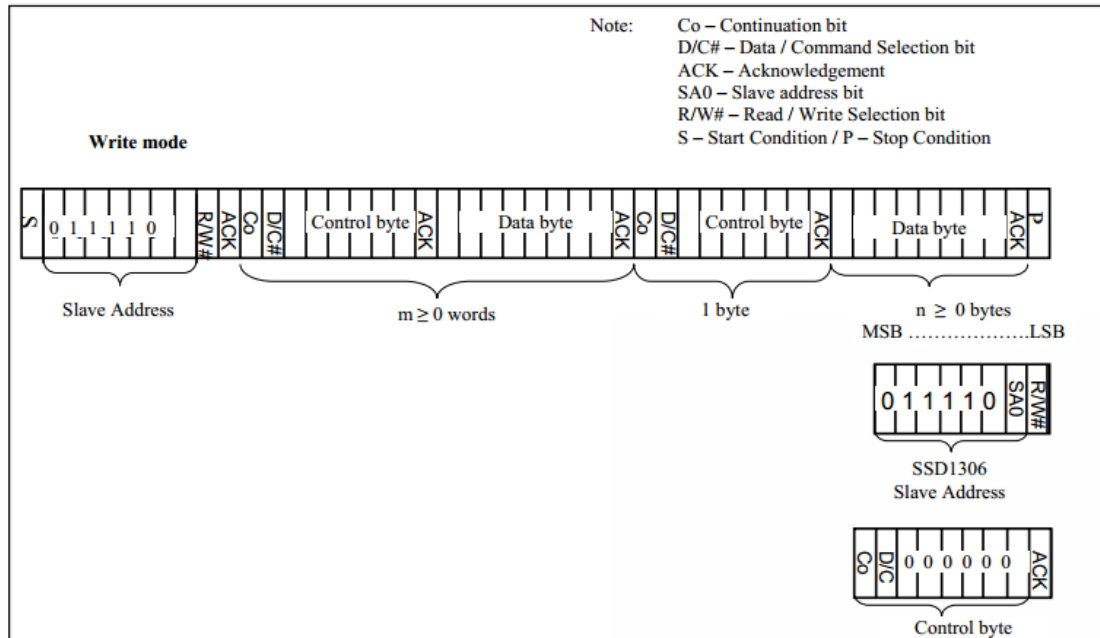 Note: Co – Continuation bit
D/C# – Data / Command Selection bit
ACK – Acknowledgement
SA0 – Slave address bit
R/W# – Read / Write Selection bit
S – Start Condition / P – Stop Condition
Write mode
S 0 1 1 1 1 0 R/W# ACK Co D/C# Control byte ACK Data byte ACK Co D/C# Control byte ACK Data byte ACK P
Slave Address m ≥ 0 words 1 byte n ≥ 0 bytes
MSB ……………….LSB
0 1 1 1 1 0 SA0 R/W#
SSD1306
Slave Address
Co D/C 0 0 0 0 0 0 ACK
Control byte